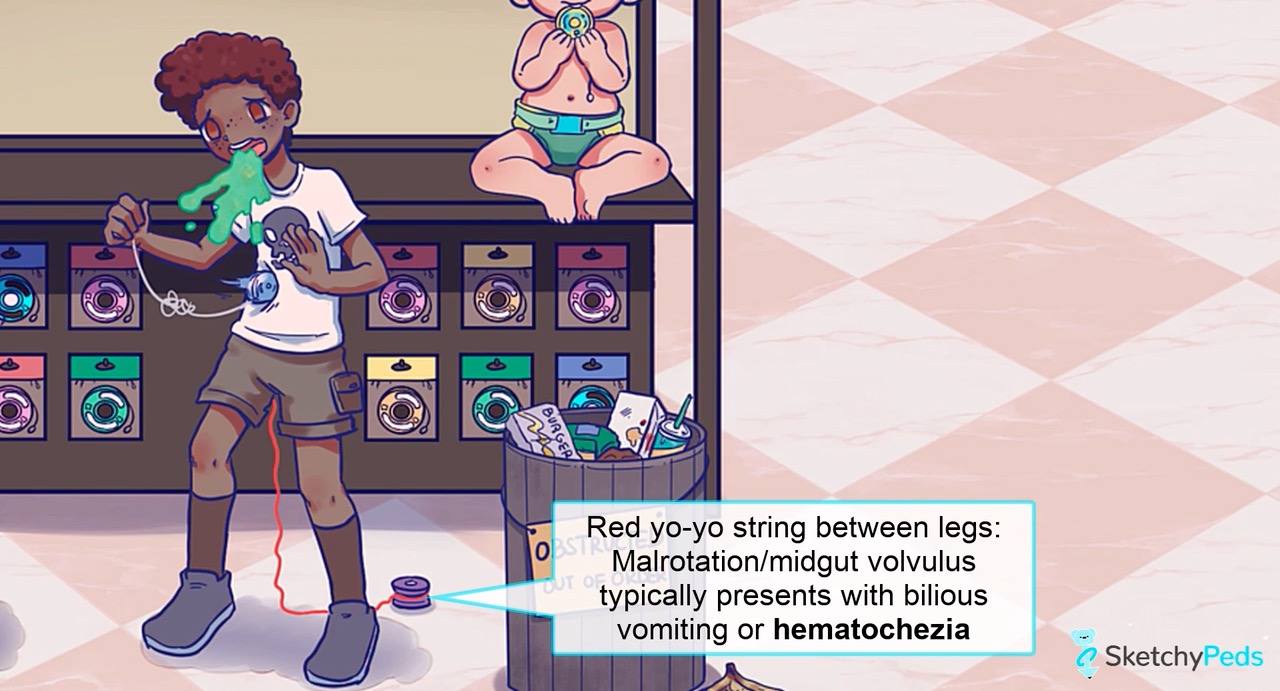 BURGER
Red yo-yo string between legs:
Malrotation/midgut volvulus
typically presents with bilious
vomiting or hematochezia
OBSTRUCTED
OUT OF ORDER
SketchyPeds